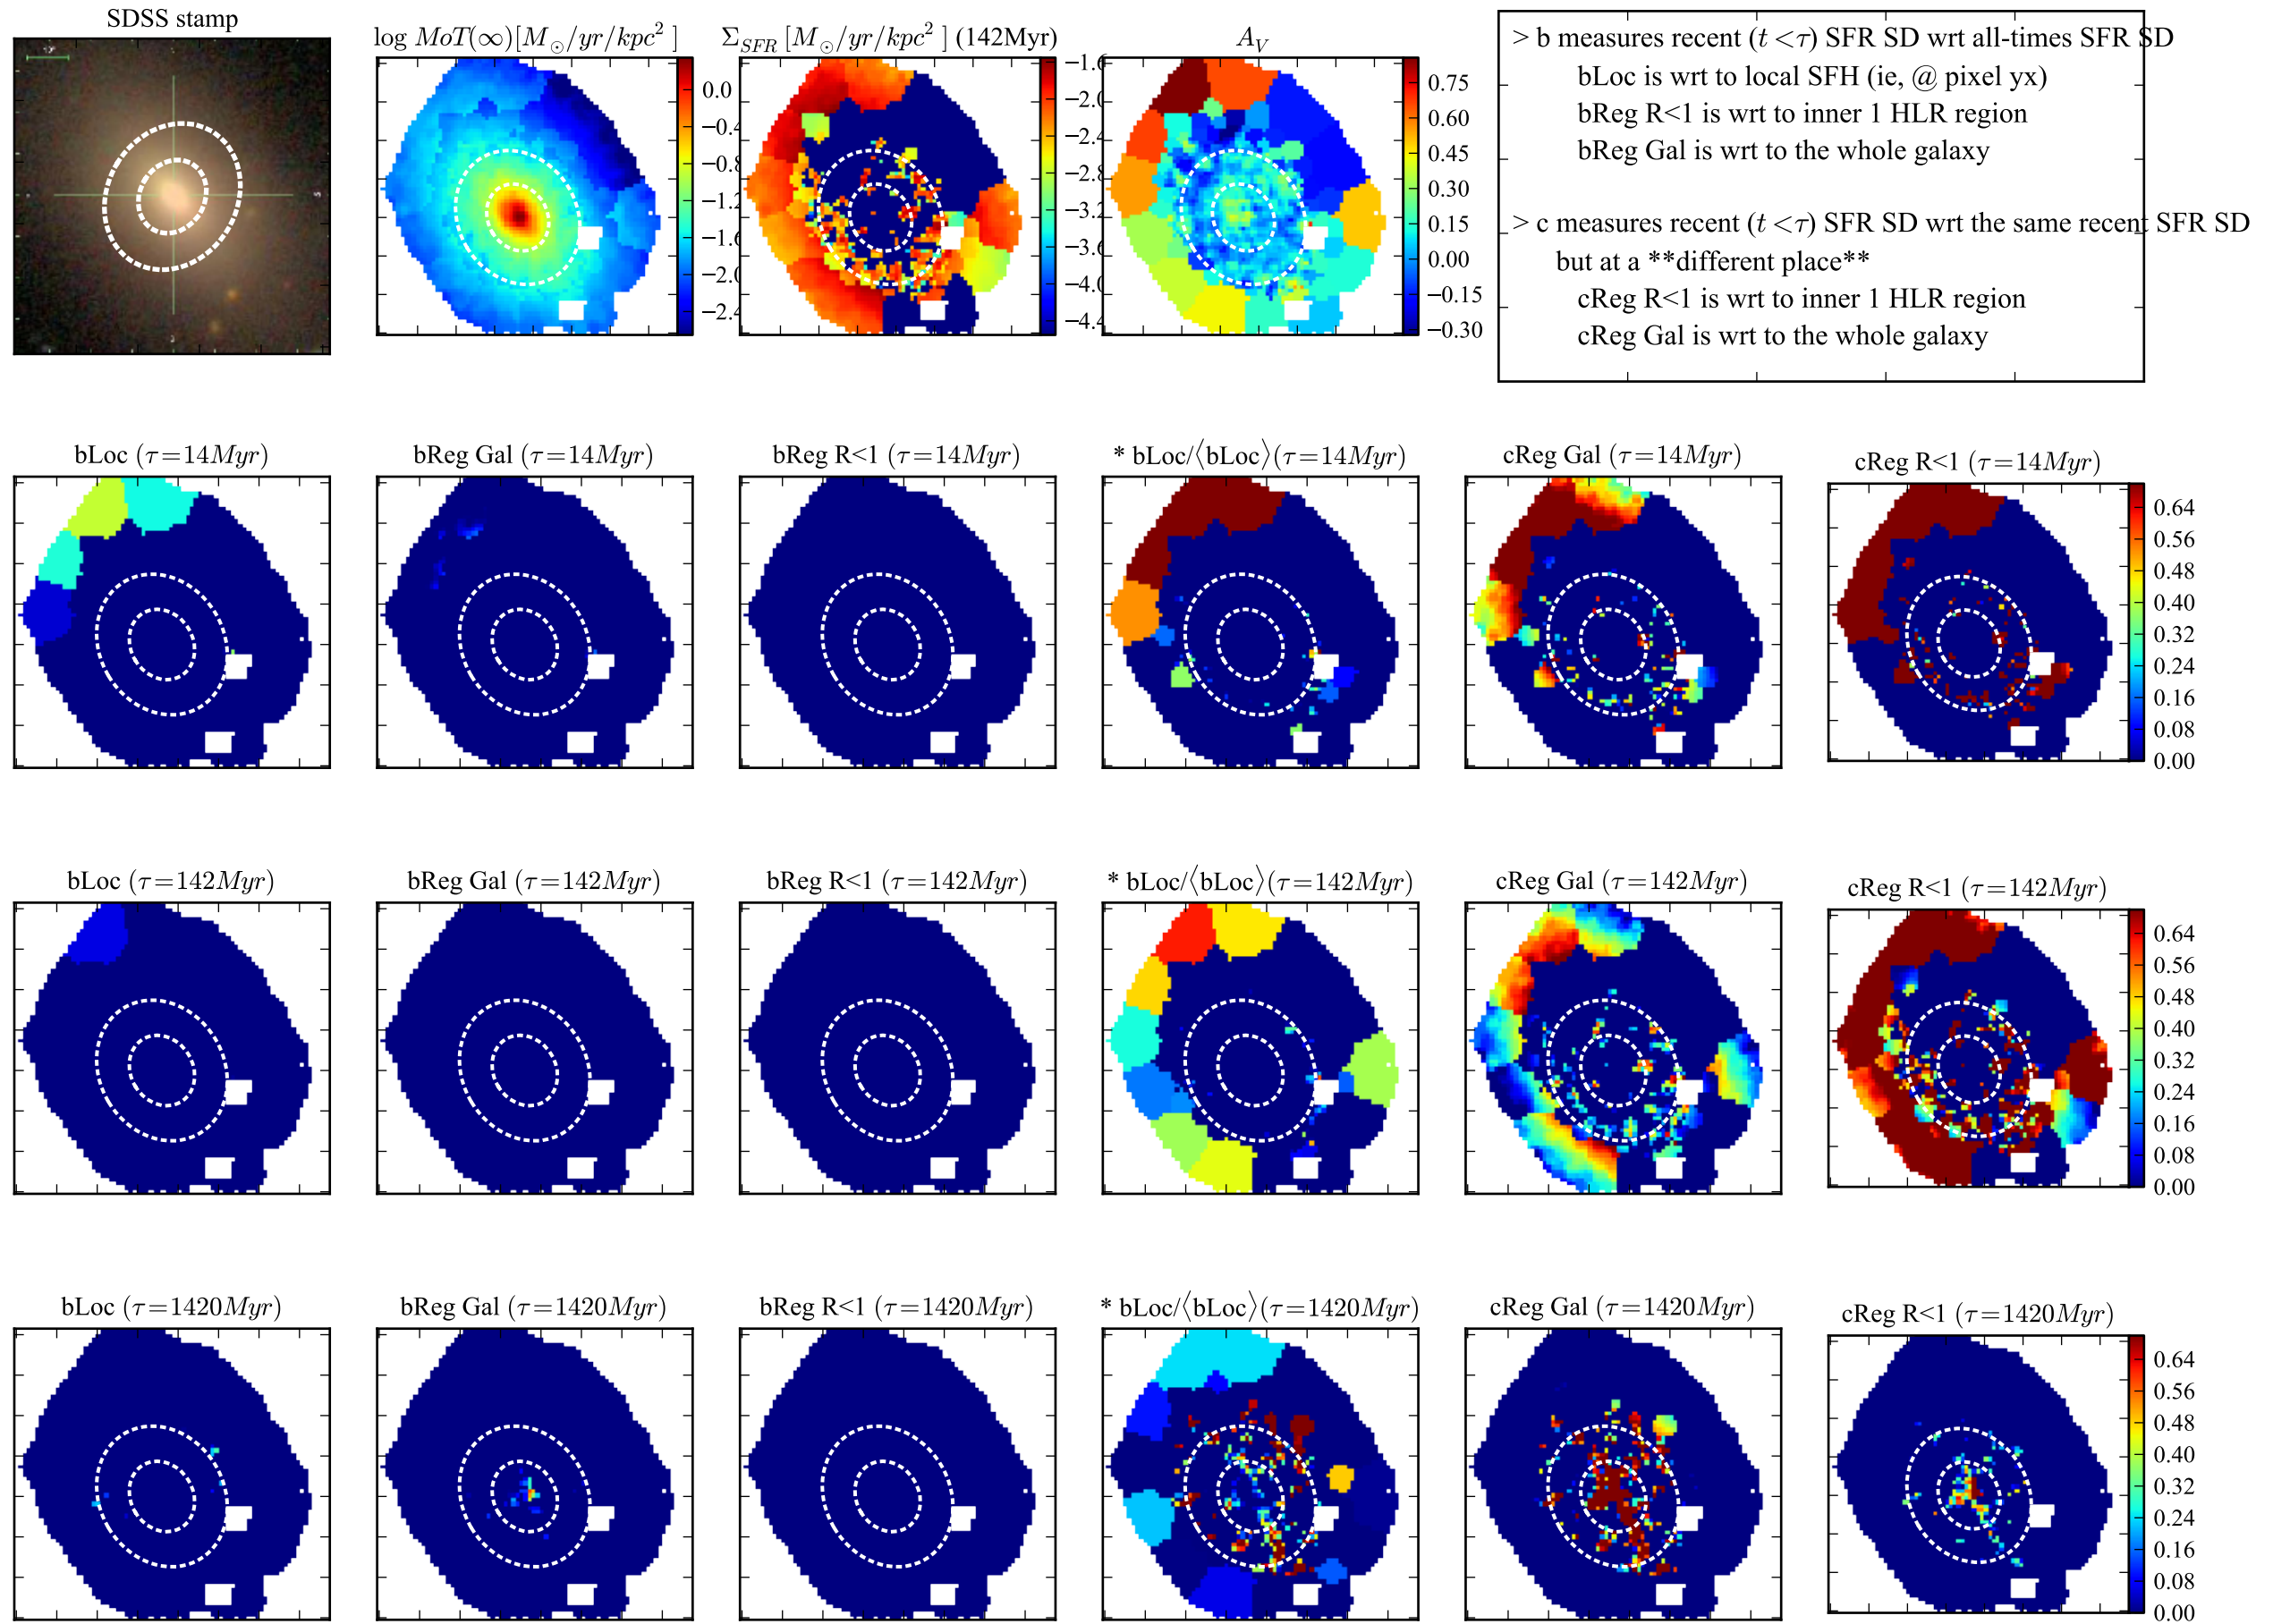 SDSS stamp
log MoT(∞)[M⊙/yr/kpc²]
Σ_SFR [M⊙/yr/kpc²] (142Myr)
A_V
0.0
−0.4
−0.8
−1.2
−1.6
−2.0
−2.4
−1.6
−2.0
−2.4
−2.8
−3.2
−3.6
−4.0
−4.4
0.75
0.60
0.45
0.30
0.15
0.00
−0.15
−0.30
> b measures recent (t < τ) SFR SD wrt all-times SFR SD
bLoc is wrt to local SFH (ie, @ pixel yx)
bReg R<1 is wrt to inner 1 HLR region
bReg Gal is wrt to the whole galaxy
> c measures recent (t < τ) SFR SD wrt the same recent SFR SD
but at a **different place**
cReg R<1 is wrt to inner 1 HLR region
cReg Gal is wrt to the whole galaxy
bLoc (τ=14Myr)
bReg Gal (τ=14Myr)
bReg R<1 (τ=14Myr)
* bLoc/⟨bLoc⟩(τ=14Myr)
cReg Gal (τ=14Myr)
cReg R<1 (τ=14Myr)
0.64
0.56
0.48
0.40
0.32
0.24
0.16
0.08
0.00
bLoc (τ=142Myr)
bReg Gal (τ=142Myr)
bReg R<1 (τ=142Myr)
* bLoc/⟨bLoc⟩(τ=142Myr)
cReg Gal (τ=142Myr)
cReg R<1 (τ=142Myr)
0.64
0.56
0.48
0.40
0.32
0.24
0.16
0.08
0.00
bLoc (τ=1420Myr)
bReg Gal (τ=1420Myr)
bReg R<1 (τ=1420Myr)
* bLoc/⟨bLoc⟩(τ=1420Myr)
cReg Gal (τ=1420Myr)
cReg R<1 (τ=1420Myr)
0.64
0.56
0.48
0.40
0.32
0.24
0.16
0.08
0.00